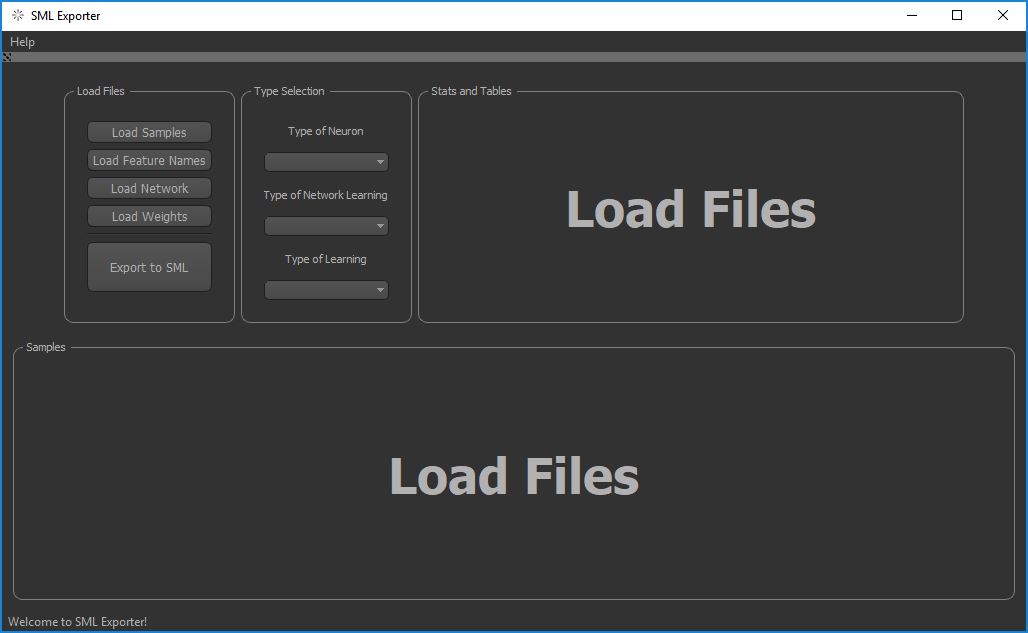 SML Exporter
Help
Load Files
Load Samples
Load Feature Names
Load Network
Load Weights
Export to SML
Type Selection
Type of Neuron
Type of Network Learning
Type of Learning
Stats and Tables
Load Files
Samples
Load Files
Welcome to SML Exporter!